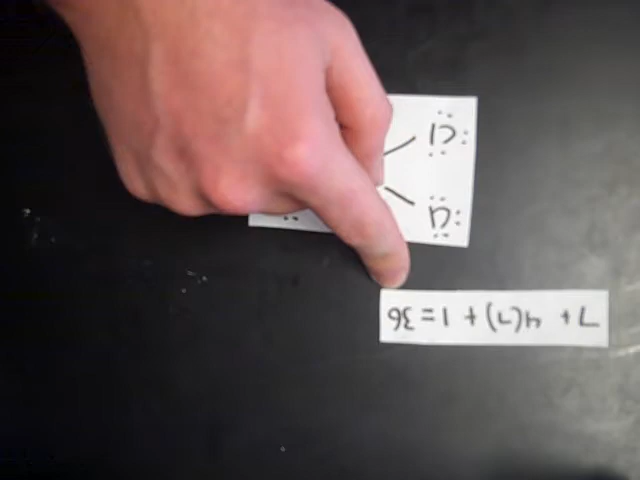 7 + 4(7) + 1 = 36
Cl
Cl